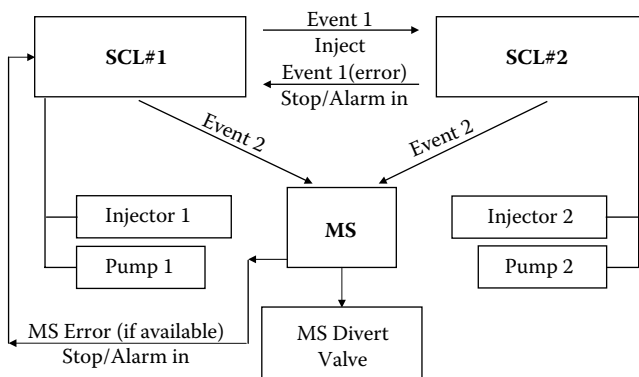 Event 1
Inject
SCL#1
SCL#2
Event 1(error)
Stop/Alarm in
Event 2
Event 2
Injector 1
MS
Injector 2
Pump 1
Pump 2
MS Error (if available)
Stop/Alarm in
MS Divert
Valve